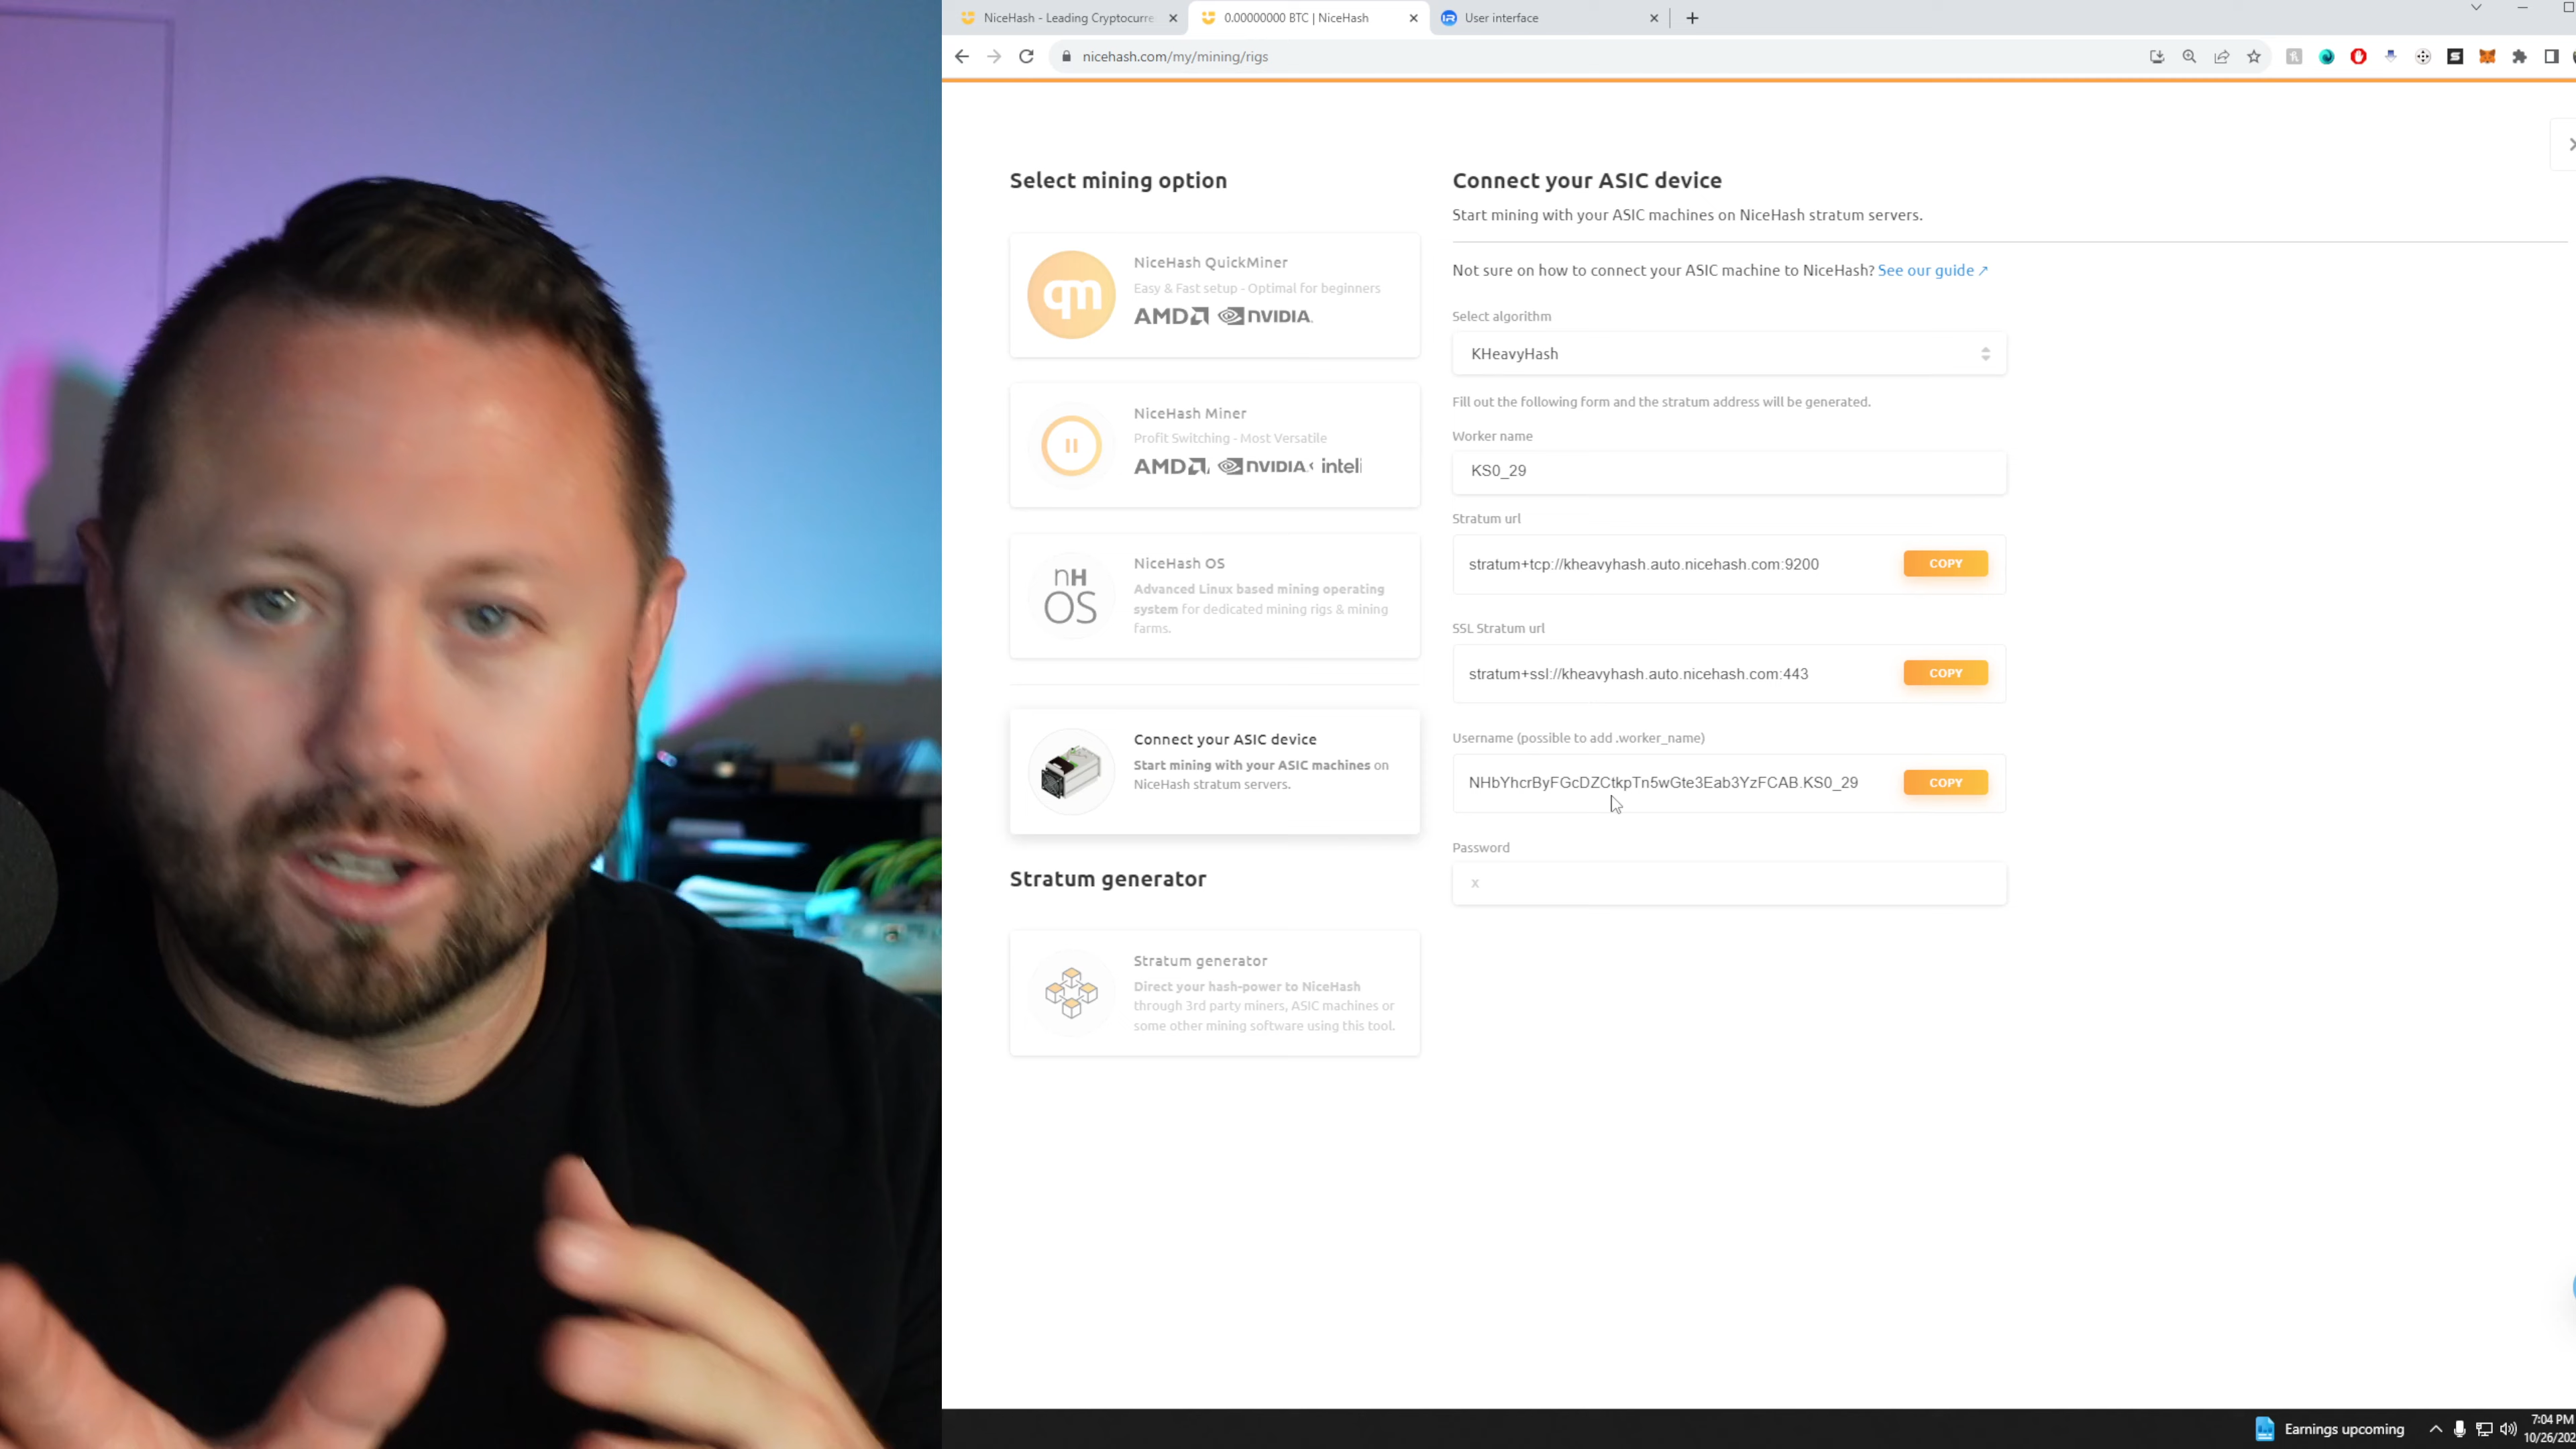 NiceHash - Leading Cryptocurre
0.00000000 BTC | NiceHash
User interface
nicehash.com/my/mining/rigs
Select mining option
NiceHash QuickMiner
Easy & Fast setup - Optimal for beginners
qm
AMD NVIDIA.
NiceHash Miner
Profit Switching - Most Versatile
AMD NVIDIA intel
NiceHash OS
nH
OS
Advanced Linux based mining operating
system for dedicated mining rigs & mining
farms.
Connect your ASIC device
Start mining with your ASIC machines on
NiceHash stratum servers.
Stratum generator
Stratum generator
Direct your hash-power to NiceHash
through 3rd party miners, ASIC machines or
some other mining software using this tool.
Connect your ASIC device
Start mining with your ASIC machines on NiceHash stratum servers.
Not sure on how to connect your ASIC machine to NiceHash? See our guide ↗
Select algorithm
KHeavyHash
Fill out the following form and the stratum address will be generated.
Worker name
KS0_29
Stratum url
stratum+tcp://kheavyhash.auto.nicehash.com:9200
COPY
SSL Stratum url
stratum+ssl://kheavyhash.auto.nicehash.com:443
COPY
Username (possible to add .worker_name)
NHbYhcrByFGcDZCtkpTn5wGte3Eab3YzFCAB.KS0_29
COPY
Password
x
Earnings upcoming
7:04 PM
10/26/202